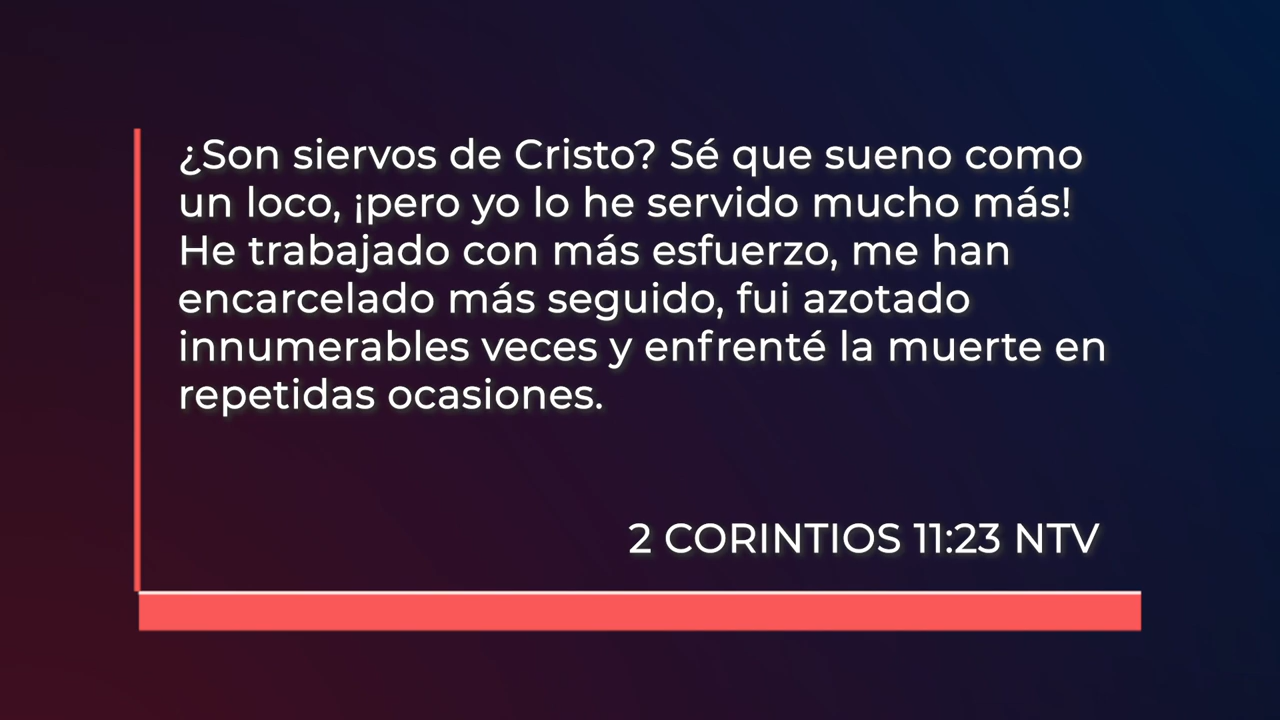 ¿Son siervos de Cristo? Sé que sueno como
un loco, ¡pero yo lo he servido mucho más!
He trabajado con más esfuerzo, me han
encarcelado más seguido, fui azotado
innumerables veces y enfrenté la muerte en
repetidas ocasiones.
2 CORINTIOS 11:23 NTV